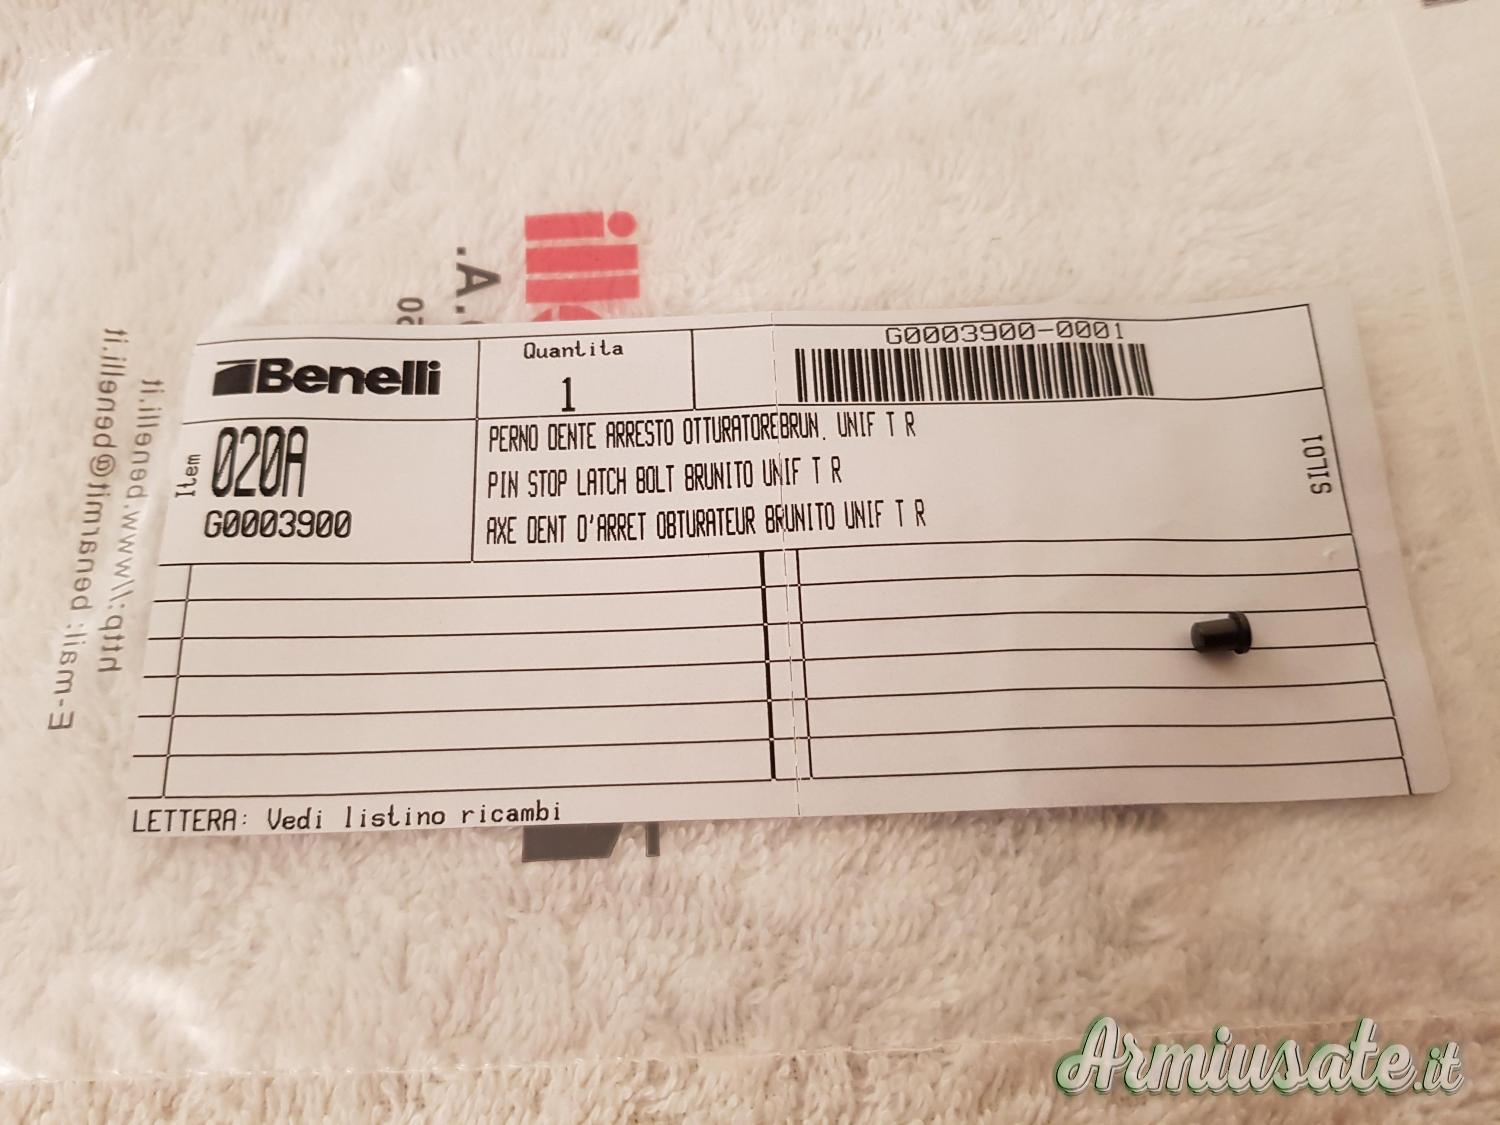 Benelli
Quantita
1
G0003900-0001
Item
020A
G0003900
PERNO DENTE ARRESTO OTTURATOREBRUN. UNIF T R
PIN STOP LATCH BOLT BRUNITO UNIF T R
AXE DENT D'ARRET OBTURATEUR BRUNITO UNIF T R
SIL01
LETTERA: Vedi listino ricambi
E-mail: benarmi@benelli.it
http:\\www.benelli.it
Armiusate.it